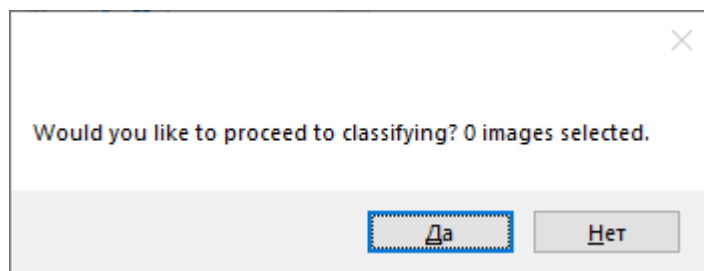 Would you like to proceed to classifying? 0 images selected.
Да
Нет